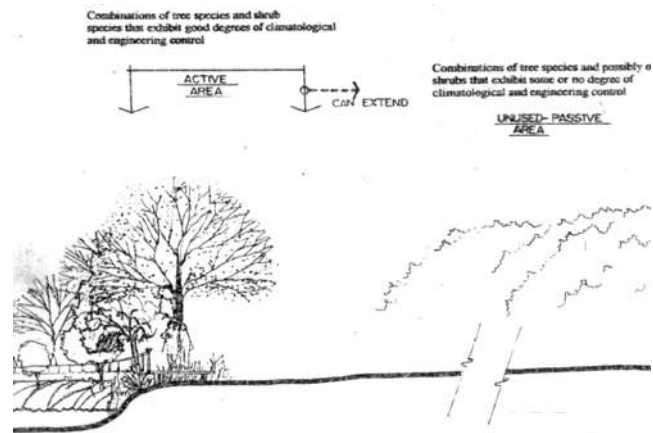 Combinations of tree species and shrub
species that exhibit good degrees of climatological
and engineering control
ACTIVE
AREA
CAN EXTEND
Combinations of tree species and possibly o
shrubs that exhibit some or no degree of
climatological and engineering control
UNUSED-PASSIVE
AREA